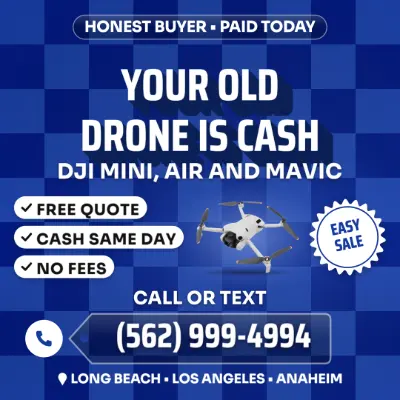 HONEST BUYER • PAID TODAY
YOUR OLD
DRONE IS CASH
DJI MINI, AIR AND MAVIC
FREE QUOTE
CASH SAME DAY
NO FEES
EASY
SALE
CALL OR TEXT
(562) 999-4994
LONG BEACH • LOS ANGELES • ANAHEIM